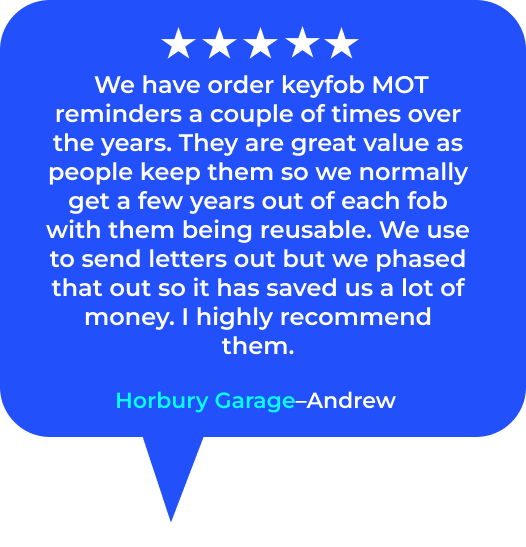 We have order keyfob MOT
reminders a couple of times over
the years. They are great value as
people keep them so we normally
get a few years out of each fob
with them being reusable. We use
to send letters out but we phased
that out so it has saved us a lot of
money. I highly recommend
them.
Horbury Garage–Andrew